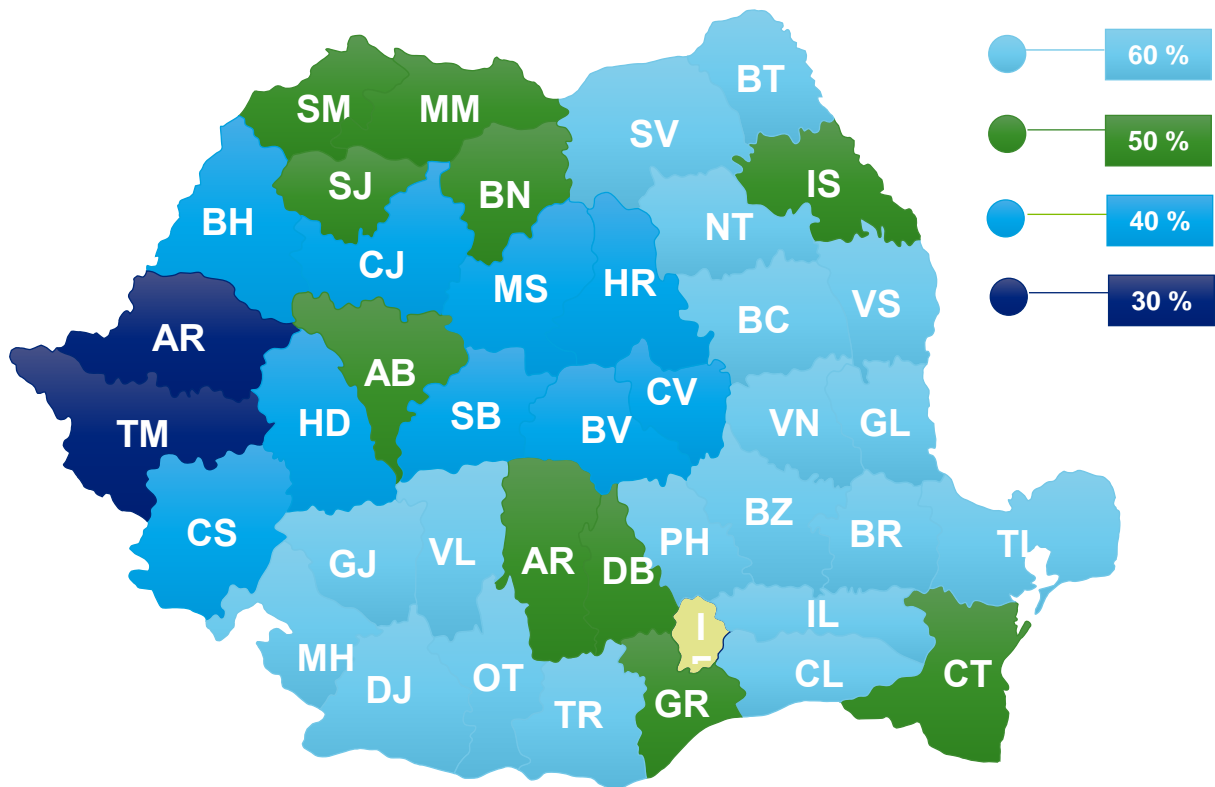 BT
60 %
SM
MM
SV
50 %
SJ
BN
IS
BH
NT
40 %
CJ
MS
HR
VS
30 %
AR
BC
AB
TM
HD
SB
BV
CV
VN
GL
CS
GJ
VL
AR
DB
PH
BZ
BR
TL
IL
I
MH
DJ
OT
TR
GR
CL
CT